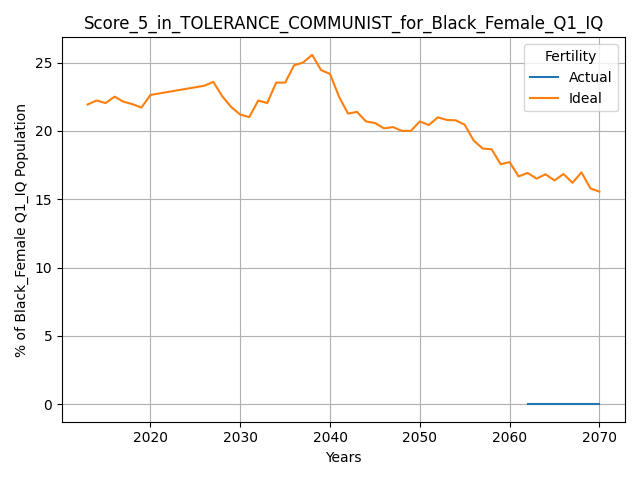 Score_5_in_TOLERANCE_COMMUNIST_for_Black_Female_Q1_IQ
Fertility
Actual
Ideal
% of Black_Female Q1_IQ Population
25
20
15
10
5
0
2020 2030 2040 2050 2060 2070
Years